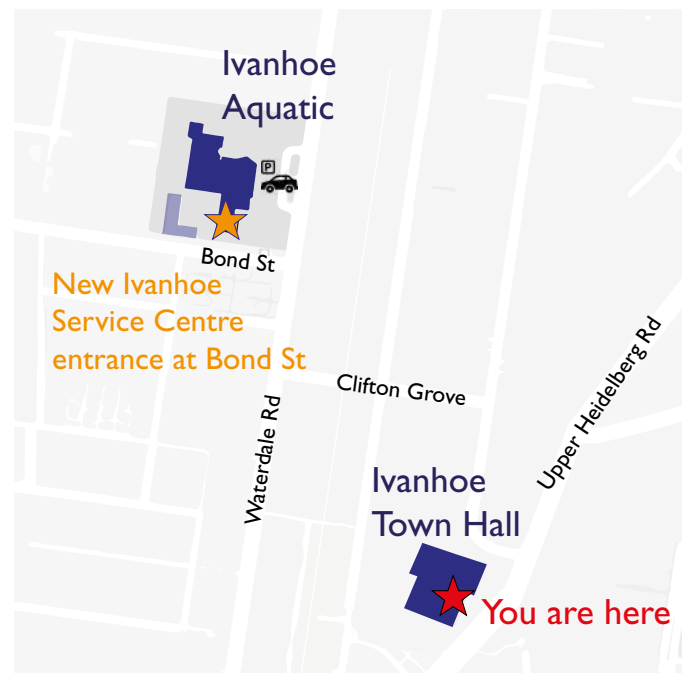 Ivanhoe
Aquatic
P
Bond St
New Ivanhoe
Service Centre
entrance at Bond St
Clifton Grove
Waterdale Rd
Upper Heidelberg Rd
Ivanhoe
Town Hall
You are here